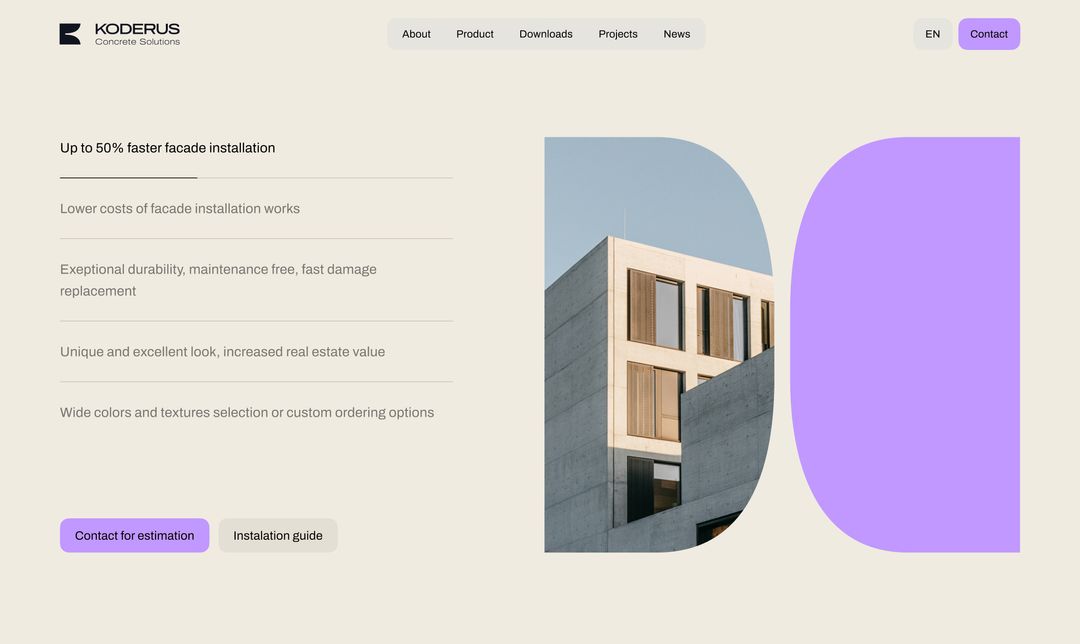 KODERUS
Concrete Solutions
About
Product
Downloads
Projects
News
EN
Contact
Up to 50% faster facade installation
Lower costs of facade installation works
Exeptional durability, maintenance free, fast damage
replacement
Unique and excellent look, increased real estate value
Wide colors and textures selection or custom ordering options
Contact for estimation
Instalation guide